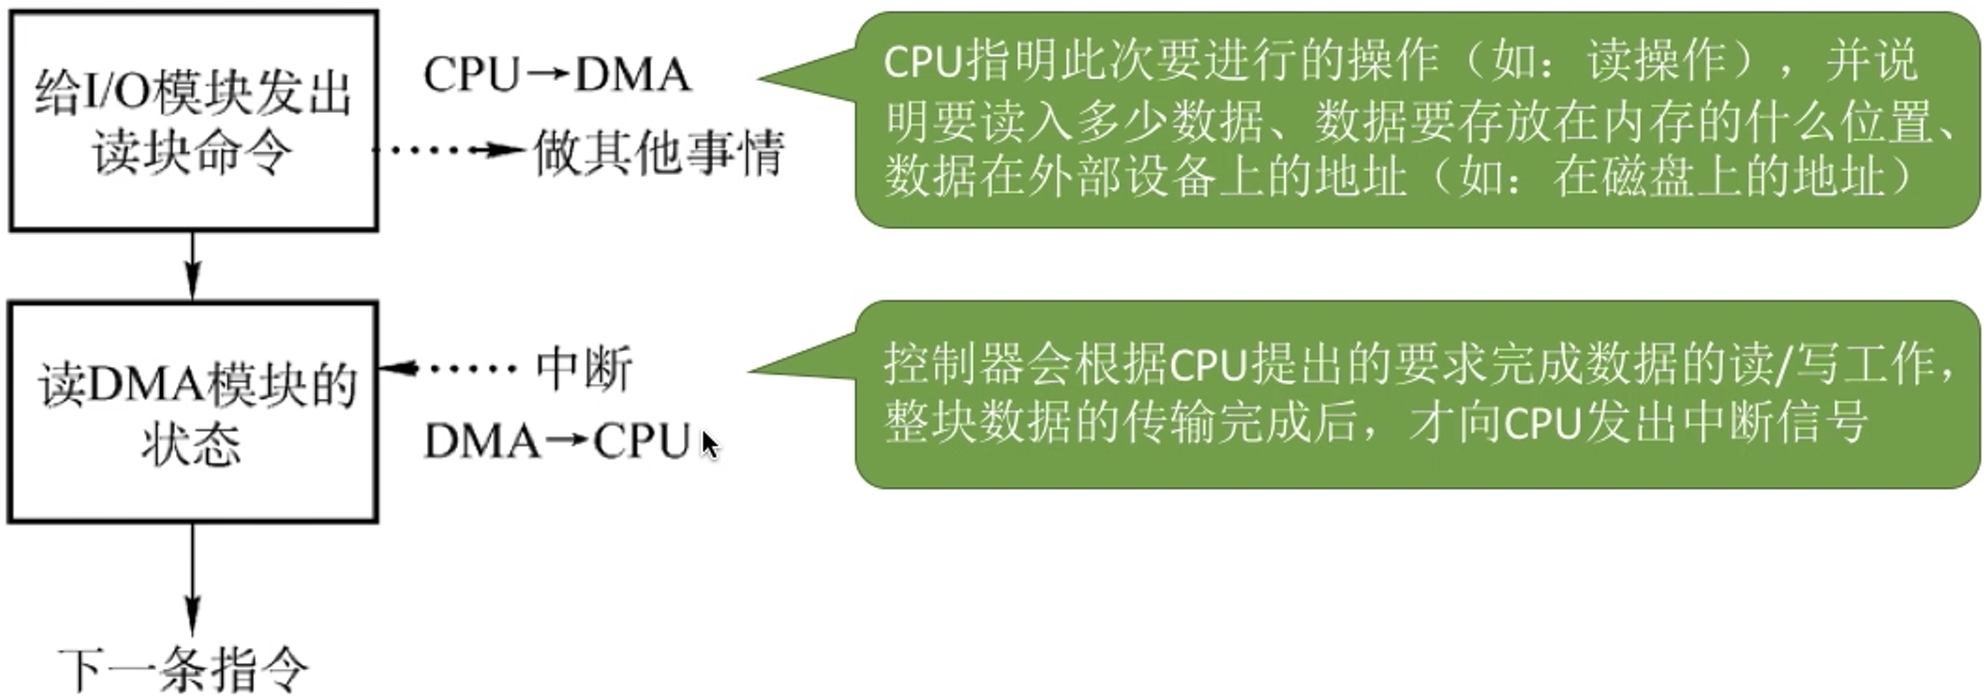 给I/O模块发出
读块命令
CPU→DMA
做其他事情
CPU指明此次要进行的操作（如：读操作），并说
明要读入多少数据、数据要存放在内存的什么位置、
数据在外部设备上的地址（如：在磁盘上的地址）
读DMA模块的
状态
中断
DMA→CPU
控制器会根据CPU提出的要求完成数据的读/写工作，
整块数据的传输完成后，才向CPU发出中断信号
下一条指令